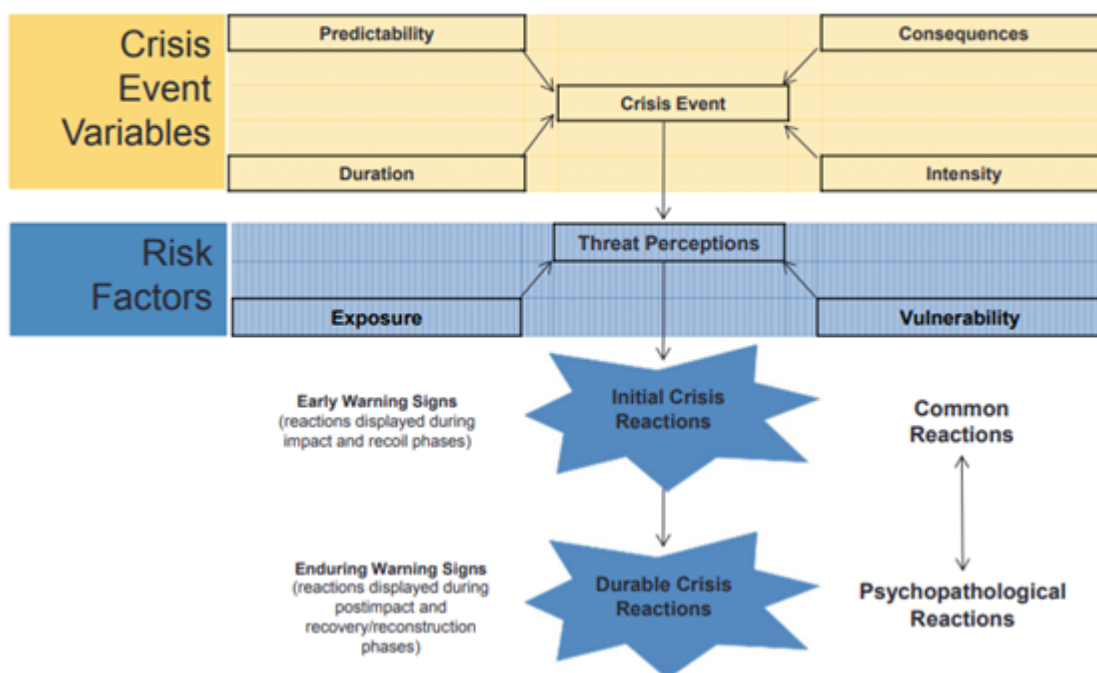 Crisis
Event
Variables
Predictability
Consequences
Crisis Event
Duration
Intensity
Risk
Factors
Threat Perceptions
Exposure
Vulnerability
Early Warning Signs
(reactions displayed during
impact and recoil phases)
Initial Crisis
Reactions
Common
Reactions
Enduring Warning Signs
(reactions displayed during
postimpact and
recovery/reconstruction
phases)
Durable Crisis
Reactions
Psychopathological
Reactions